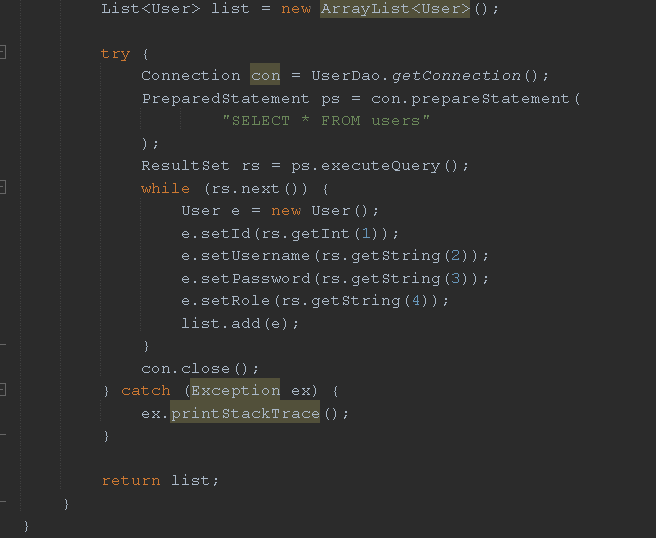 List<User> list = new ArrayList<User>();
try {
Connection con = UserDao.getConnection();
PreparedStatement ps = con.prepareStatement(
"SELECT * FROM users"
);
ResultSet rs = ps.executeQuery();
while (rs.next()) {
User e = new User();
e.setId(rs.getInt(1));
e.setUsername(rs.getString(2));
e.setPassword(rs.getString(3));
e.setRole(rs.getString(4));
list.add(e);
}
con.close();
} catch (Exception ex) {
ex.printStackTrace();
}
return list;
}
}